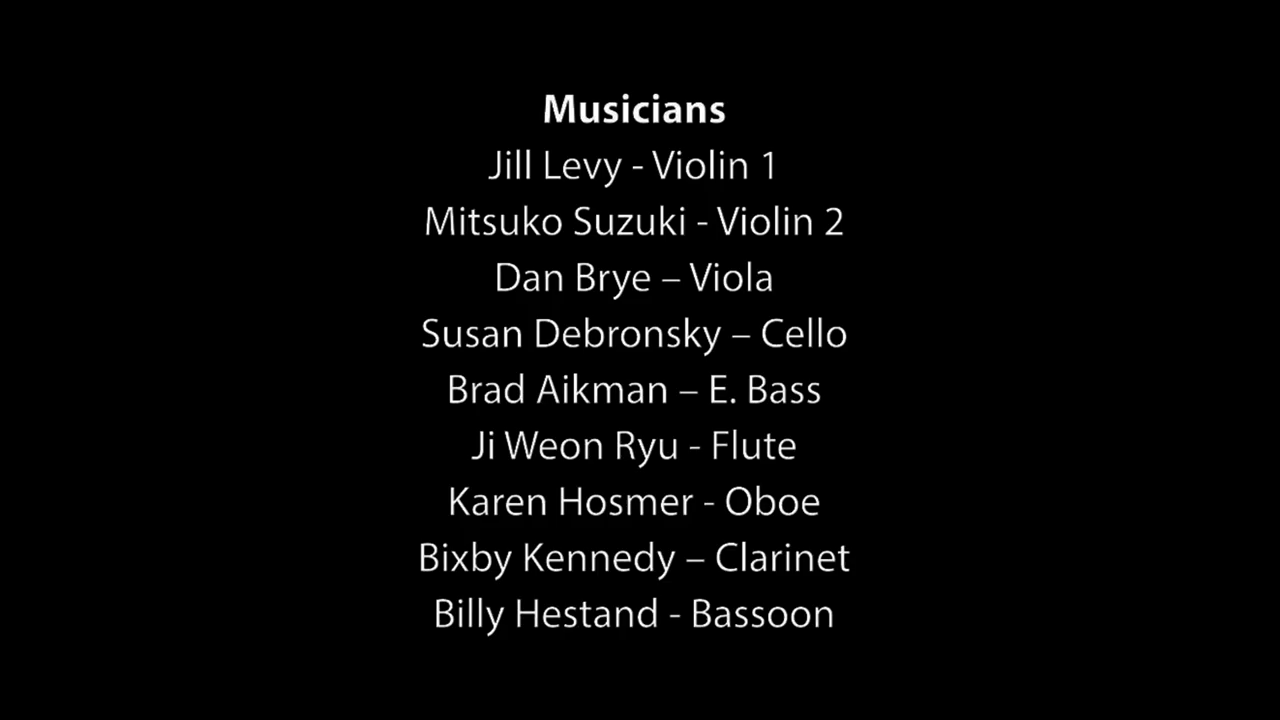 Musicians
Jill Levy - Violin 1
Mitsuko Suzuki - Violin 2
Dan Brye – Viola
Susan Debronsky – Cello
Brad Aikman – E. Bass
Ji Weon Ryu - Flute
Karen Hosmer - Oboe
Bixby Kennedy – Clarinet
Billy Hestand - Bassoon